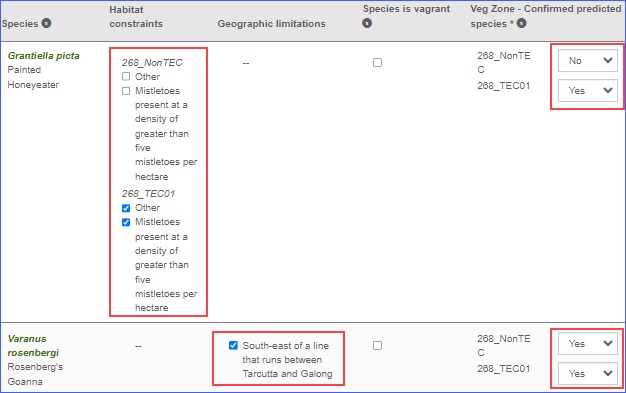 Species
Habitat
constraints
Geographic limitations
Species is vagrant
Veg Zone - Confirmed predicted
species *
Grantiella picta
Painted
Honeyeater
268_NonTEC
Other
Mistletoes
present at a
density of
greater than
five
mistletoes per
hectare
268_TEC01
Other
Mistletoes
present at a
density of
greater than
five
mistletoes per
hectare
--
268_NonTE
C
268_TEC01
No
Yes
Varanus
rosenbergi
Rosenberg's
Goanna
--
South-east of a line
that runs between
Tarcutta and Galong
268_NonTE
C
268_TEC01
Yes
Yes